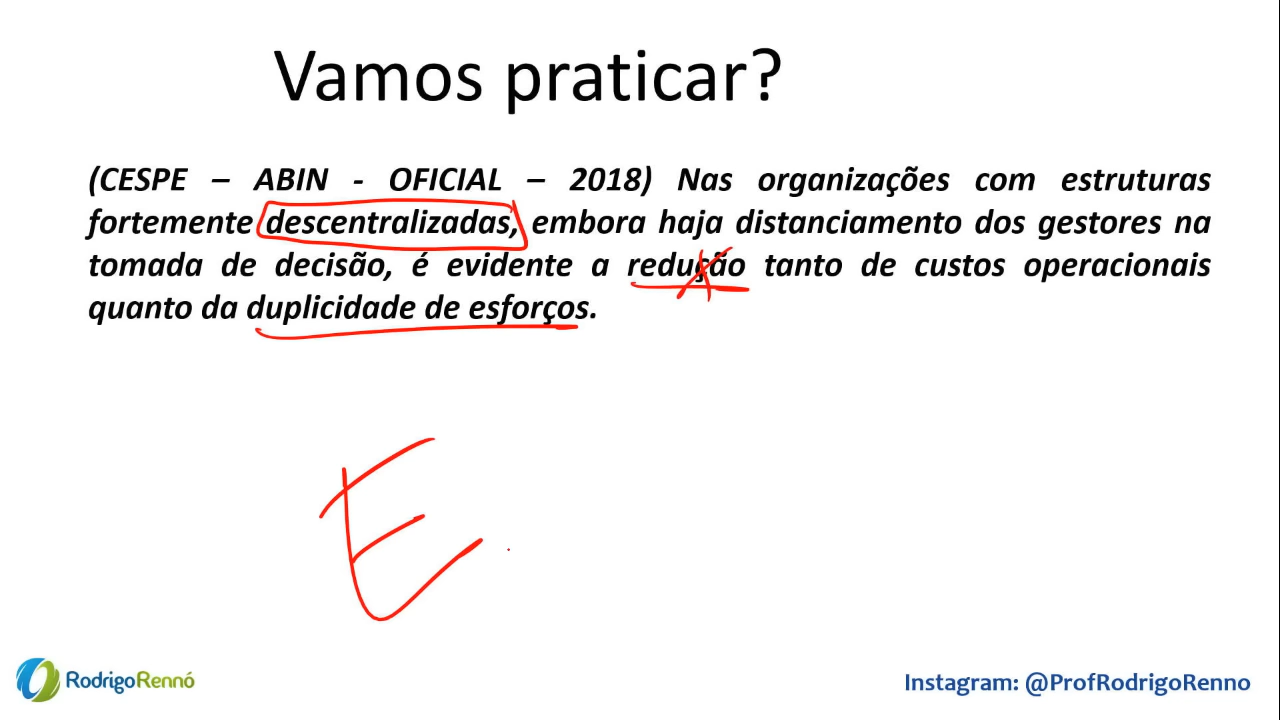 Vamos praticar?
(CESPE – ABIN - OFICIAL – 2018) Nas organizações com estruturas
fortemente descentralizadas, embora haja distanciamento dos gestores na
tomada de decisão, é evidente a redução tanto de custos operacionais
quanto da duplicidade de esforços.
E
RodrigoRennó
Instagram: @ProfRodrigoRenno